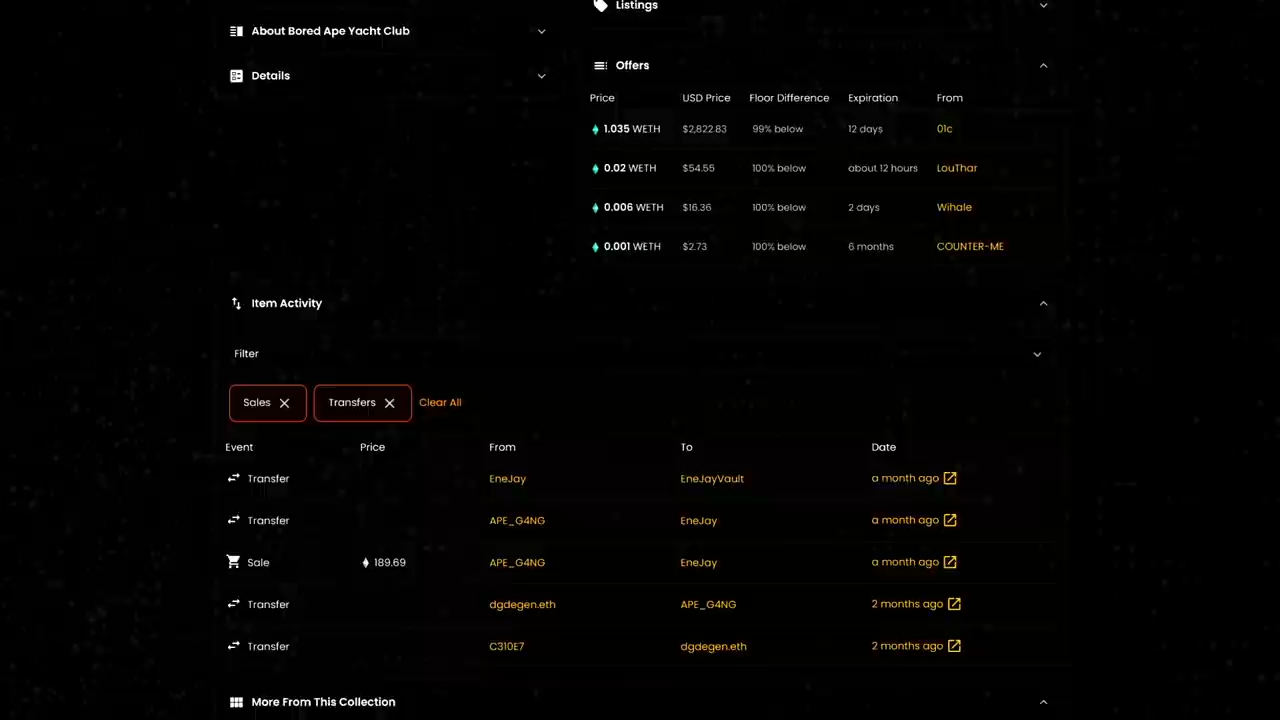 Listings
About Bored Ape Yacht Club
Offers
Details
Price USD Price Floor Difference Expiration From
1.035 WETH $2,822.83 99% below 12 days 01c
0.02 WETH $54.55 100% below about 12 hours LouThar
0.006 WETH $16.36 100% below 2 days Wihale
0.001 WETH $2.73 100% below 6 months COUNTER-ME
Item Activity
Filter
Sales Transfers Clear All
Event Price From To Date
Transfer EneJay EneJayVault a month ago
Transfer APE_G4NG EneJay a month ago
Sale 189.69 APE_G4NG EneJay a month ago
Transfer dgdegen.eth APE_G4NG 2 months ago
Transfer C310E7 dgdegen.eth 2 months ago
More From This Collection